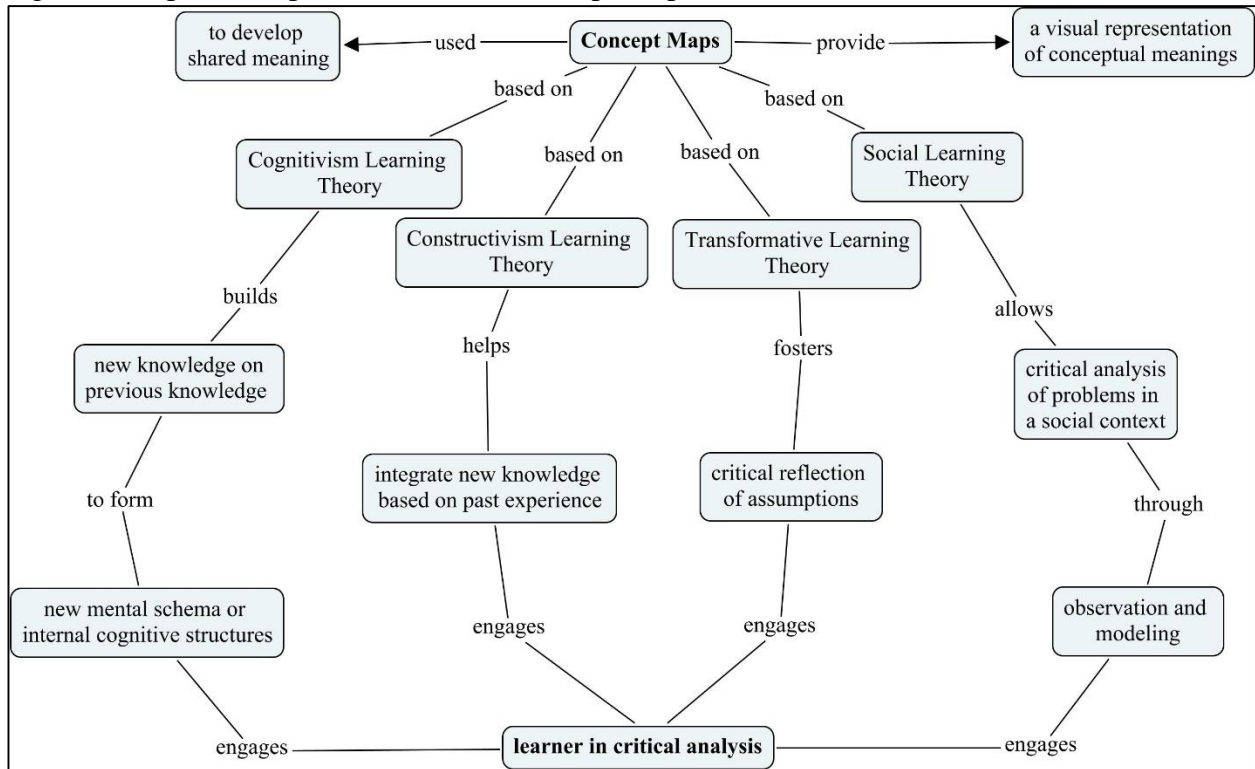 to develop
shared meaning
used
Concept Maps
provide
a visual representation
of conceptual meanings
based on
based on
based on
based on
Cognitivism Learning
Theory
Constructivism Learning
Theory
Transformative Learning
Theory
Social Learning
Theory
builds
helps
fosters
allows
new knowledge on
previous knowledge
integrate new knowledge
based on past experience
critical reflection
of assumptions
critical analysis
of problems in
a social context
to form
through
new mental schema or
internal cognitive structures
engages
engages
observation and
modeling
engages
learner in critical analysis
engages